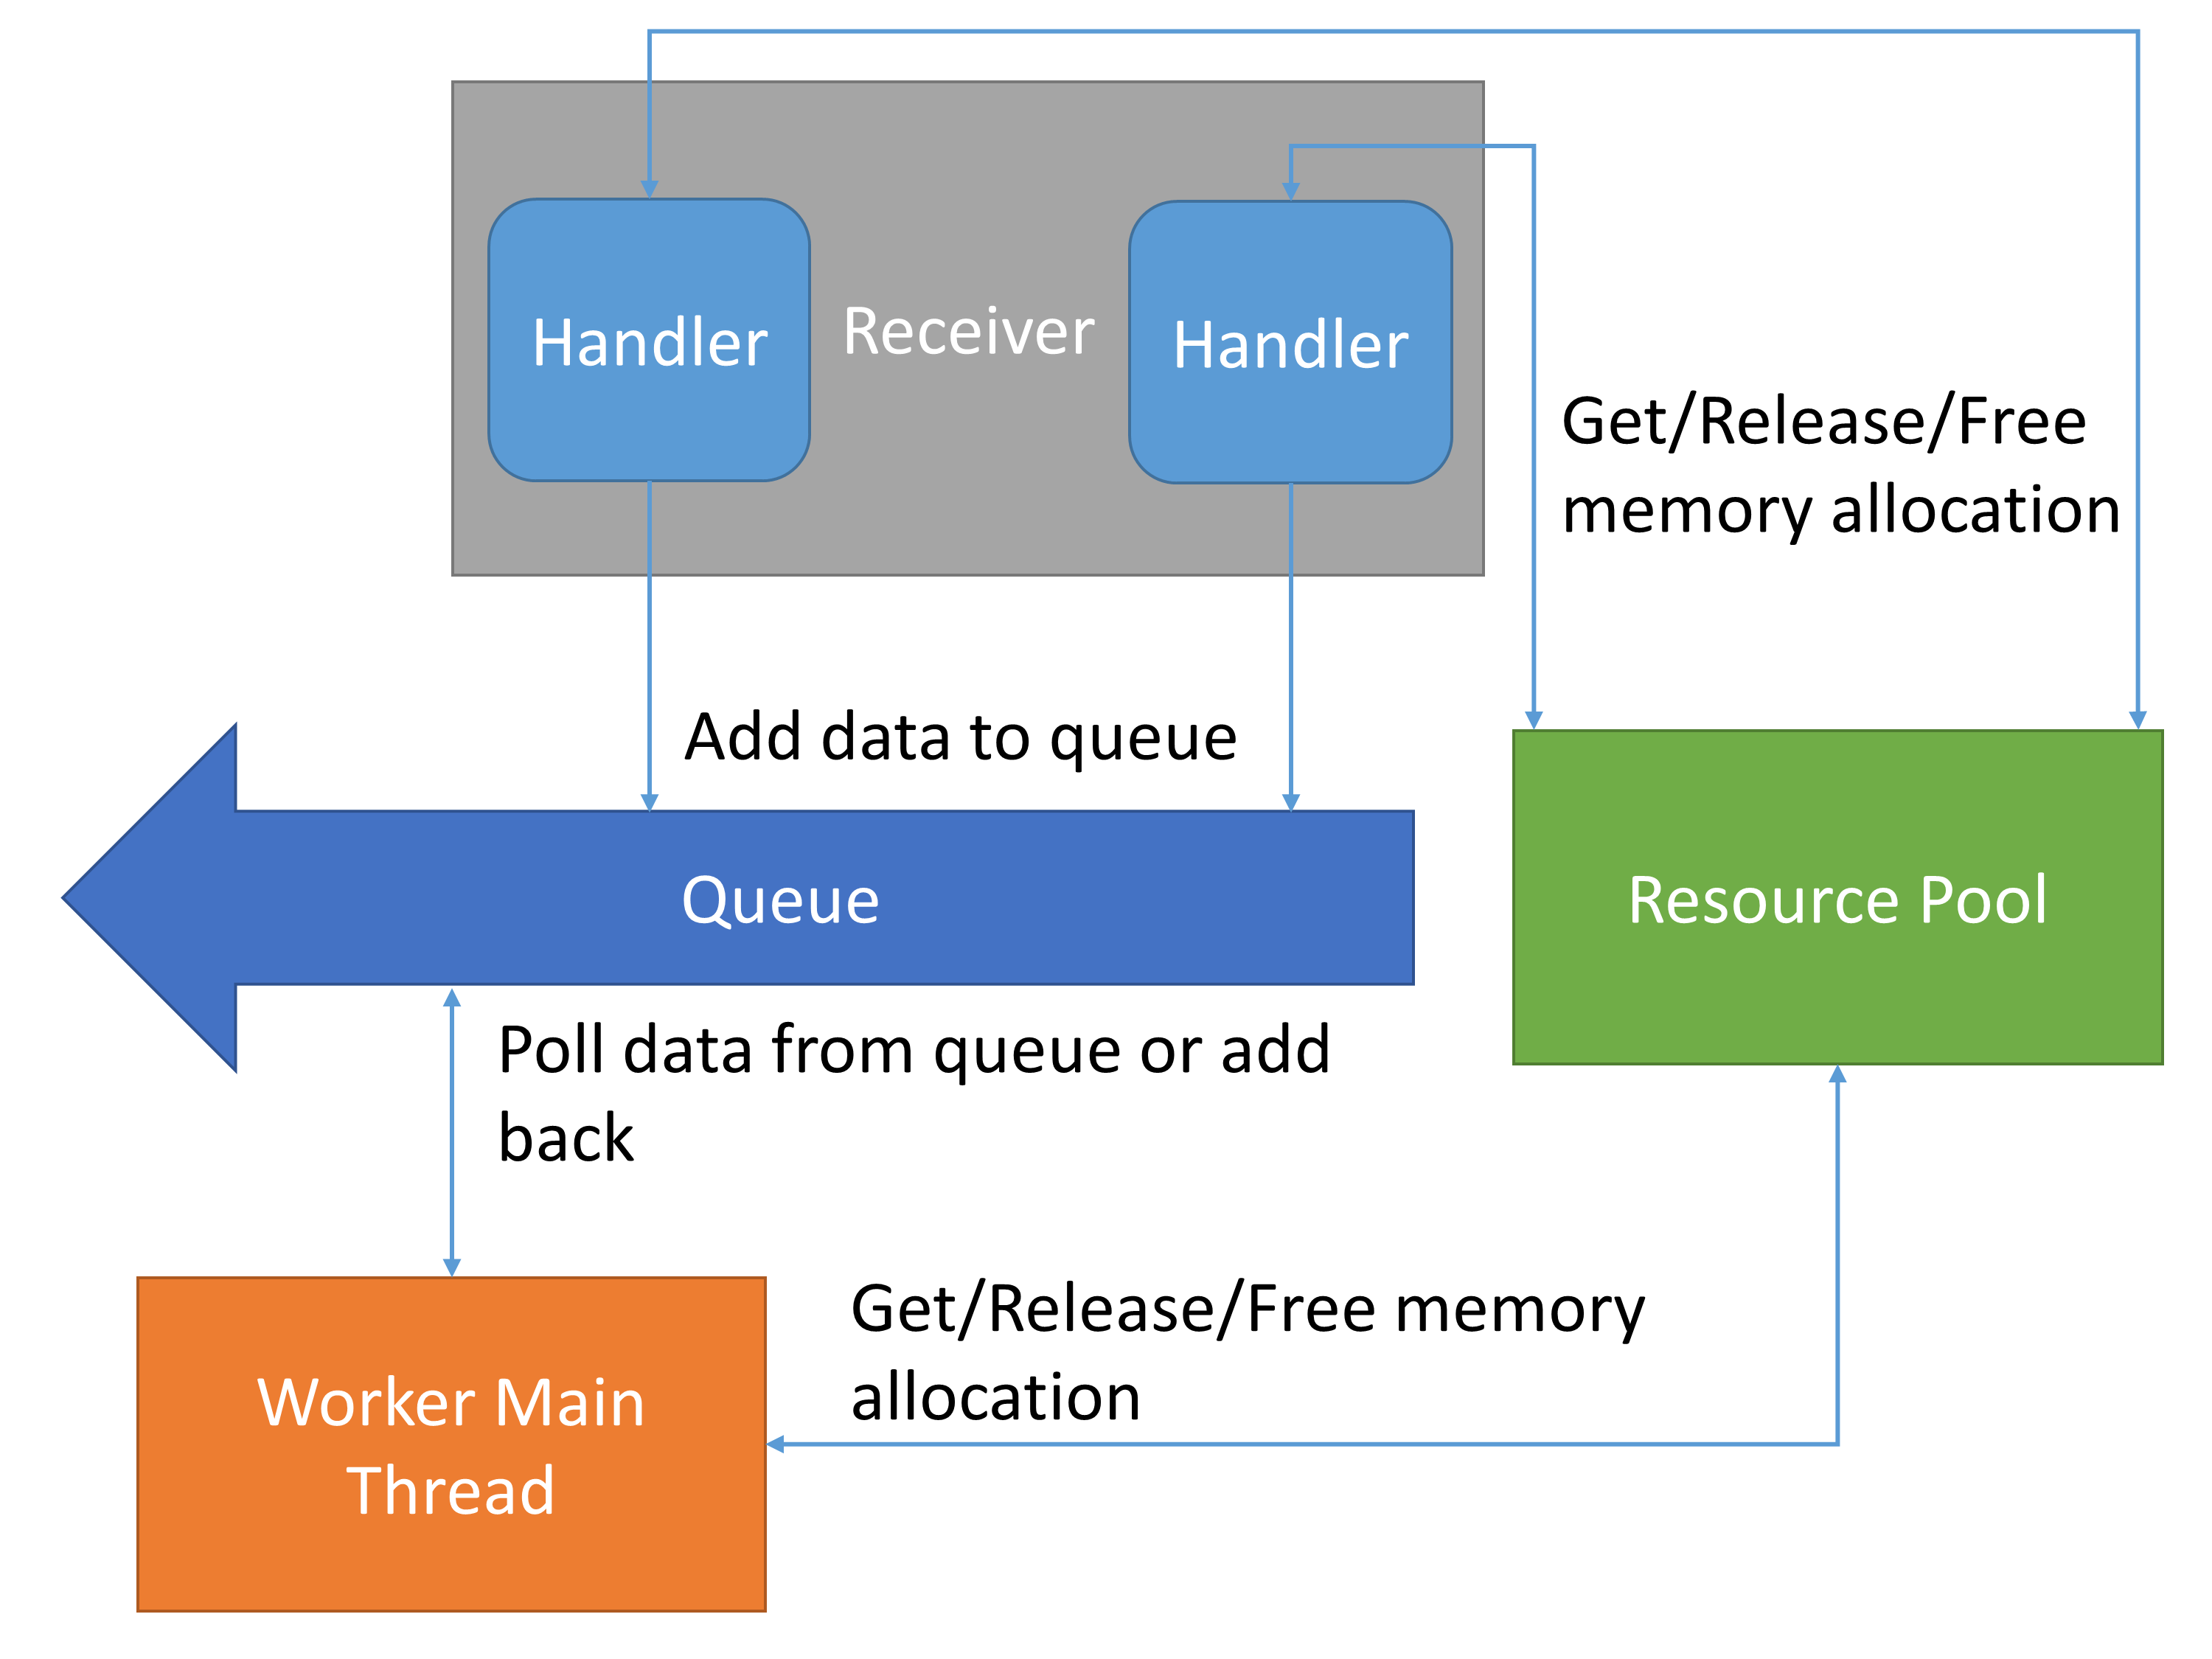 Handler
Receiver
Handler
Get/Release/Free
memory allocation
Add data to queue
Queue
Resource Pool
Poll data from queue or add
back
Get/Release/Free memory
allocation
Worker Main
Thread